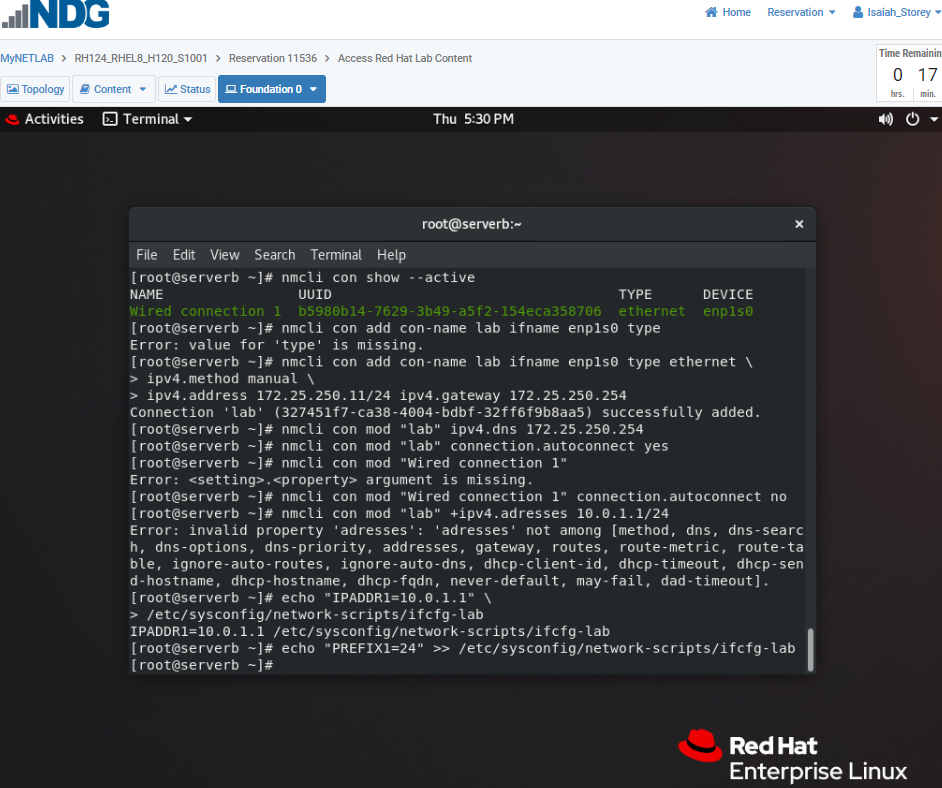 NDG
Home Reservation Isaiah_Storey
MyNETLAB > RH124_RHEL8_H120_S1001 > Reservation 11536 > Access Red Hat Lab Content
Time Remainin
0 17
hrs. min.
Topology Content Status Foundation 0
Activities Terminal Thu 5:30 PM
root@serverb:~ ×
File Edit View Search Terminal Help
[root@serverb ~]# nmcli con show --active
NAME UUID TYPE DEVICE
Wired connection 1 b5980b14-7629-3b49-a5f2-154eca358706 ethernet enp1s0
[root@serverb ~]# nmcli con add con-name lab ifname enp1s0 type
Error: value for 'type' is missing.
[root@serverb ~]# nmcli con add con-name lab ifname enp1s0 type ethernet \
> ipv4.method manual \
> ipv4.address 172.25.250.11/24 ipv4.gateway 172.25.250.254
Connection 'lab' (327451f7-ca38-4004-bdbf-32ff6f9b8aa5) successfully added.
[root@serverb ~]# nmcli con mod "lab" ipv4.dns 172.25.250.254
[root@serverb ~]# nmcli con mod "lab" connection.autoconnect yes
[root@serverb ~]# nmcli con mod "Wired connection 1"
Error: <setting>.<property> argument is missing.
[root@serverb ~]# nmcli con mod "Wired connection 1" connection.autoconnect no
[root@serverb ~]# nmcli con mod "lab" +ipv4.adresses 10.0.1.1/24
Error: invalid property 'adresses': 'adresses' not among [method, dns, dns-searc
h, dns-options, dns-priority, addresses, gateway, routes, route-metric, route-ta
ble, ignore-auto-routes, ignore-auto-dns, dhcp-client-id, dhcp-timeout, dhcp-sen
d-hostname, dhcp-hostname, dhcp-fqdn, never-default, may-fail, dad-timeout].
[root@serverb ~]# echo "IPADDR1=10.0.1.1" \
> /etc/sysconfig/network-scripts/ifcfg-lab
IPADDR1=10.0.1.1 /etc/sysconfig/network-scripts/ifcfg-lab
[root@serverb ~]# echo "PREFIX1=24" >> /etc/sysconfig/network-scripts/ifcfg-lab
[root@serverb ~]#
Red Hat
Enterprise Linux